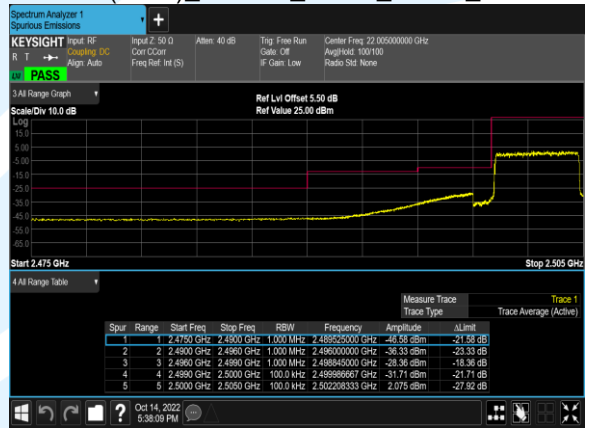 Spectrum Analyzer 1
Spurious Emissions
+
KEYSIGHT Input: RF Input Z: 50 Ω Atten: 40 dB Trig: Free Run Center Freq: 22.005000000 GHz
R T Coupling: DC Corr CCorr Gate: Off Avg|Hold: 100/100
Align: Auto Freq Ref: Int (S) IF Gain: Low Radio Std: None
LXI PASS
3 All Range Graph
Ref Lvl Offset 5.50 dB
Scale/Div 10.0 dB Ref Value 25.00 dBm
Log
15.0
5.00
-5.00
-15.0
-25.0
-35.0
-45.0
-55.0
-65.0
Start 2.475 GHz Stop 2.505 GHz
4 All Range Table
Measure Trace Trace 1
Trace Type Trace Average (Active)
Spur Range Start Freq Stop Freq RBW Frequency Amplitude ΔLimit
1 1 2.4750 GHz 2.4900 GHz 1.000 MHz 2.489525000 GHz -46.58 dBm -21.58 dB
2 2 2.4900 GHz 2.4960 GHz 1.000 MHz 2.496000000 GHz -36.33 dBm -23.33 dB
3 3 2.4960 GHz 2.4990 GHz 1.000 MHz 2.498845000 GHz -28.36 dBm -18.36 dB
4 4 2.4990 GHz 2.5000 GHz 100.0 kHz 2.499986667 GHz -31.71 dBm -21.71 dB
5 5 2.5000 GHz 2.5050 GHz 100.0 kHz 2.502208333 GHz 2.075 dBm -27.92 dB
?
Oct 14, 2022
5:38:09 PM